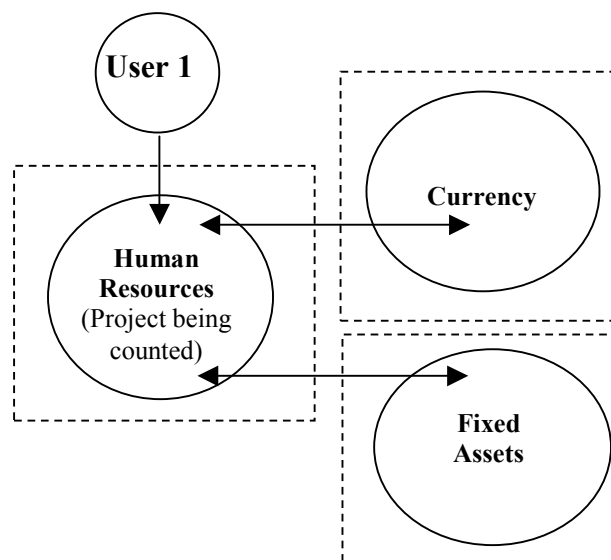 User 1
Currency
Human
Resources
(Project being
counted)
Fixed
Assets